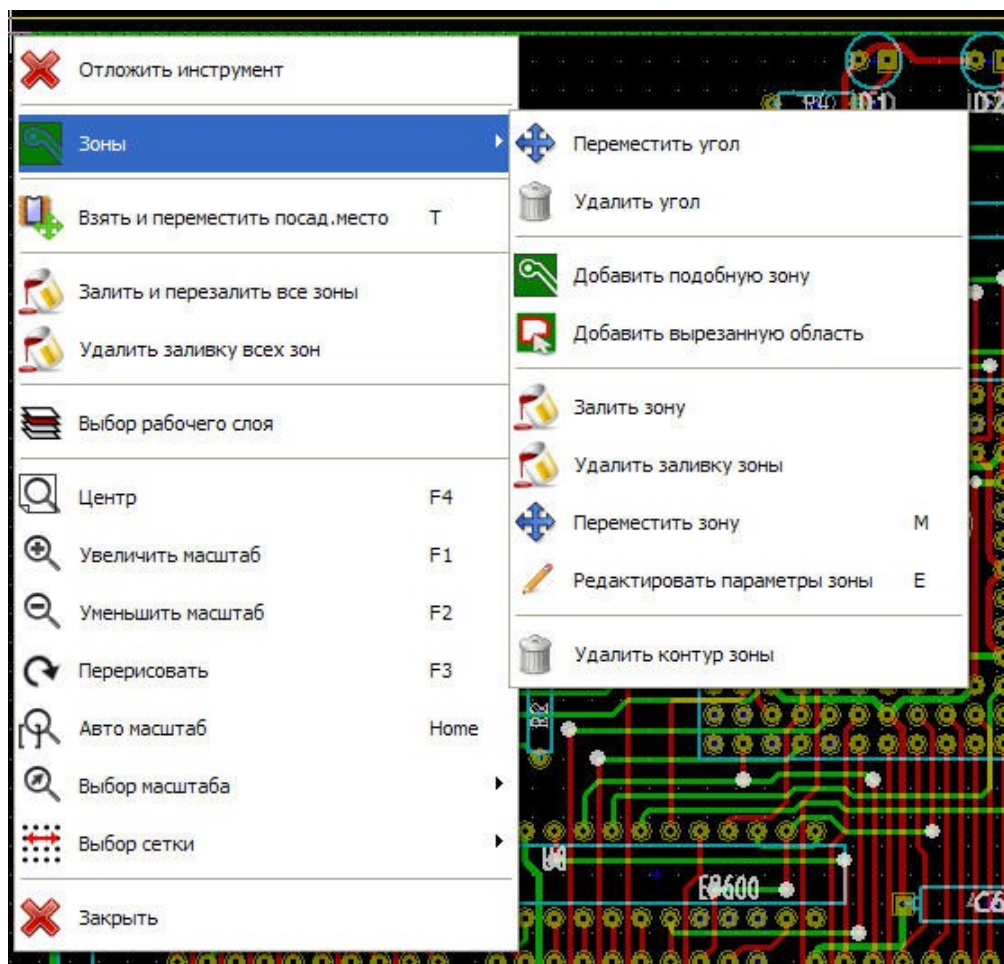 Отложить инструмент
Зоны
Взять и переместить посад.место T
Залить и перезалить все зоны
Удалить заливку всех зон
Выбор рабочего слоя
Центр F4
Увеличить масштаб F1
Уменьшить масштаб F2
Перерисовать F3
Авто масштаб Home
Выбор масштаба
Выбор сетки
Закрыть
Переместить угол
Удалить угол
Добавить подобную зону
Добавить вырезанную область
Залить зону
Удалить заливку зоны
Переместить зону M
Редактировать параметры зоны E
Удалить контур зоны
R4
R2